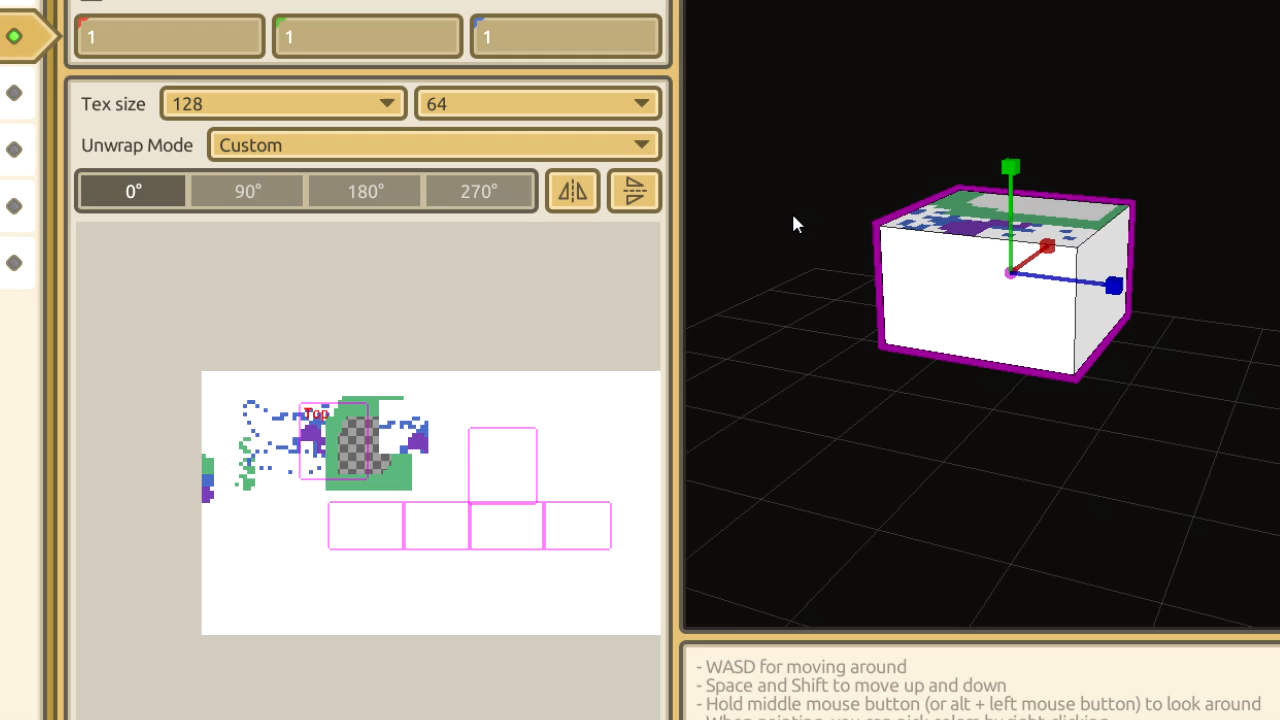 1 1 1
Tex size 128 64
Unwrap Mode Custom
0° 90° 180° 270°
Top
- WASD for moving around
- Space and Shift to move up and down
- Hold middle mouse button (or alt + left mouse button) to look around